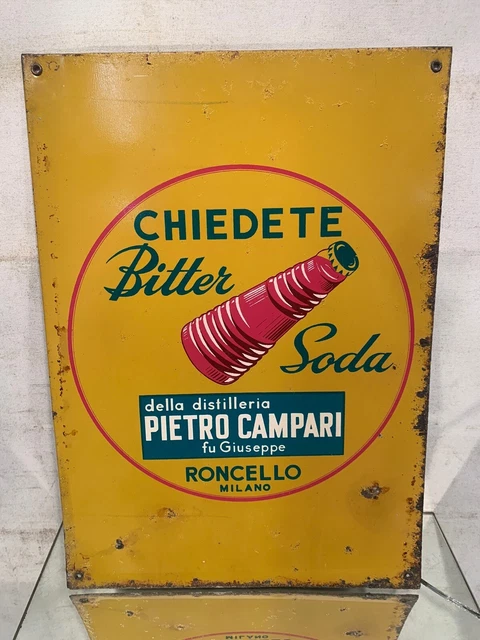 CHIEDETE
Bitter
Soda
della distilleria
PIETRO CAMPARI
fu Giuseppe
RONCELLO
MILANO